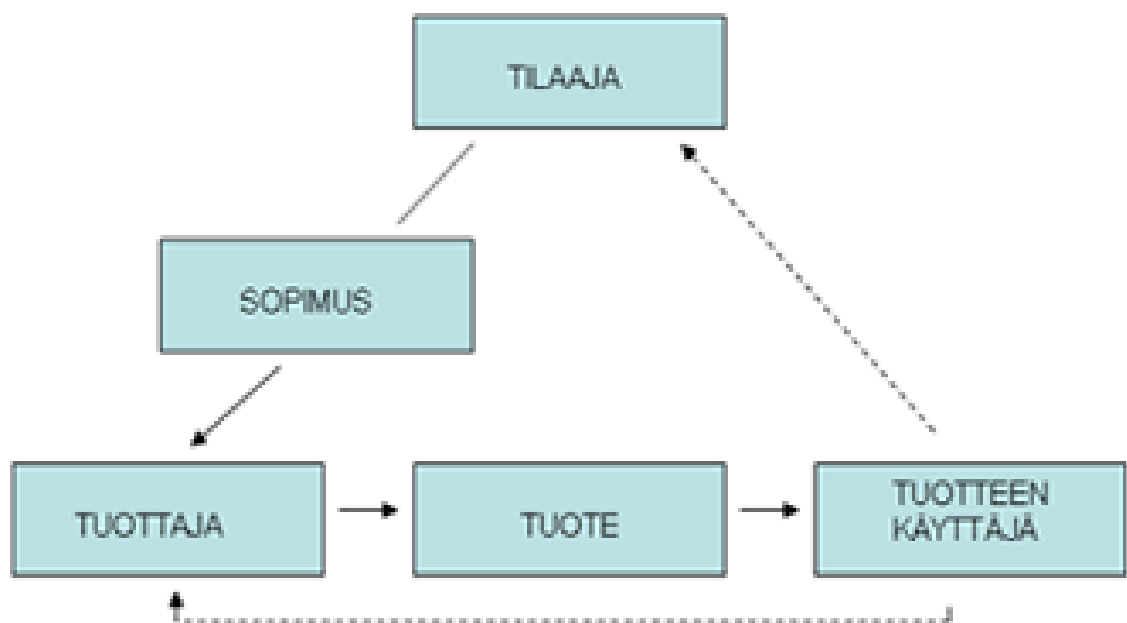 TILAAJA
SOPIMUS
TUOTTAJA
TUOTE
TUOTTEEN
KÄYTTÄJÄ